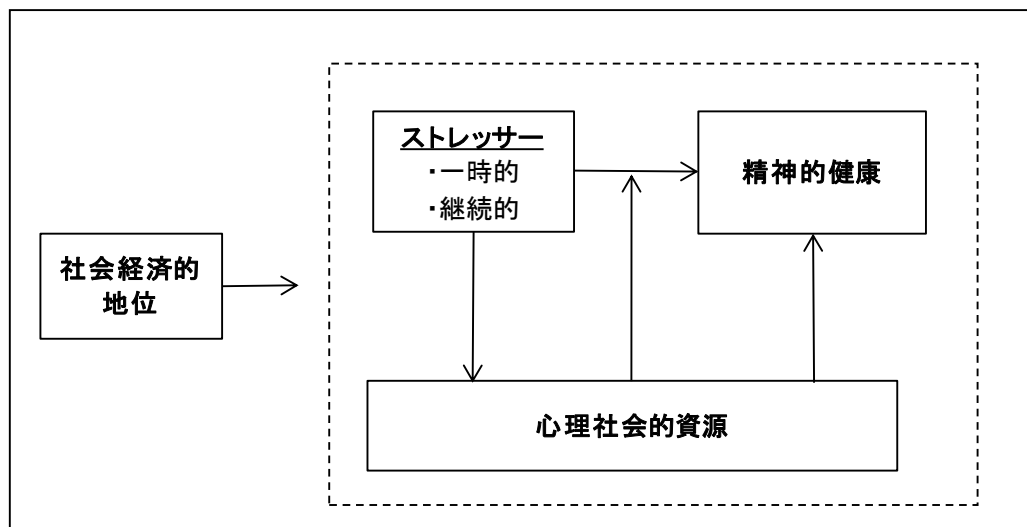 ストレッサー
・一時的
・継続的
精神的健康
社会経済的
地位
心理社会的資源